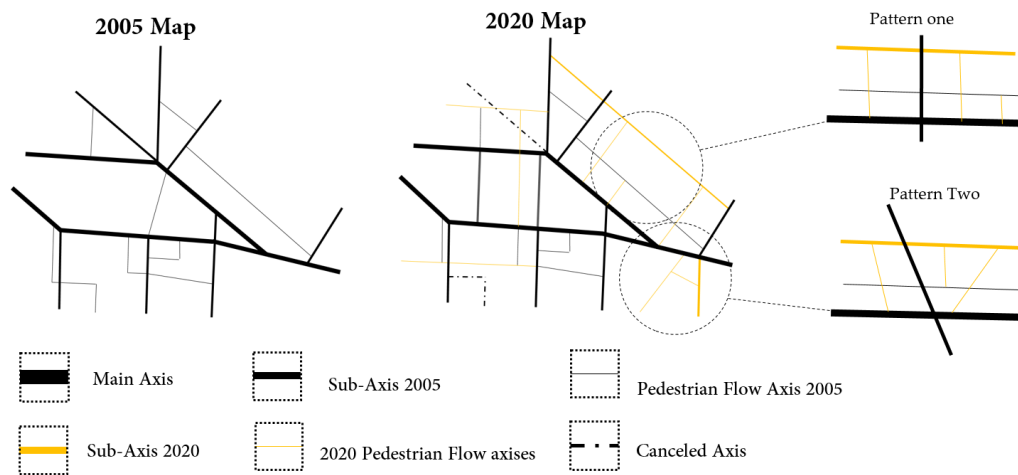 2005 Map
2020 Map
Pattern one
Pattern Two
Main Axis
Sub-Axis 2005
Pedestrian Flow Axis 2005
Sub-Axis 2020
2020 Pedestrian Flow axises
Canceled Axis